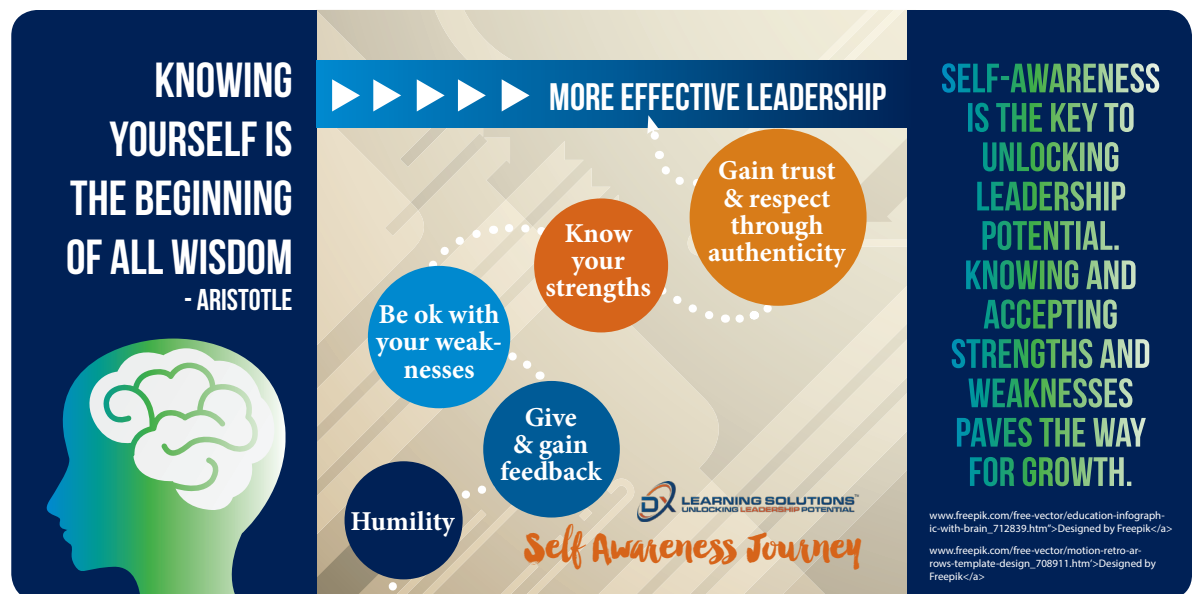 KNOWING
YOURSELF IS
THE BEGINNING
OF ALL WISDOM
- ARISTOTLE
MORE EFFECTIVE LEADERSHIP
Gain trust
& respect
through
authenticity
Know
your
strengths
Be ok with
your weak-
nesses
Give
& gain
feedback
Humility
DX LEARNING SOLUTIONS™
UNLOCKING LEADERSHIP POTENTIAL
Self Awareness Journey
SELF-AWARENESS
IS THE KEY TO
UNLOCKING
LEADERSHIP
POTENTIAL.
KNOWING AND
ACCEPTING
STRENGTHS AND
WEAKNESSES
PAVES THE WAY
FOR GROWTH.
www.freepik.com/free-vector/education-infograph-
ic-with-brain_712839.htm">Designed by Freepik</a>
www.freepik.com/free-vector/motion-retro-ar-
rows-template-design_708911.htm'>Designed by
Freepik</a>